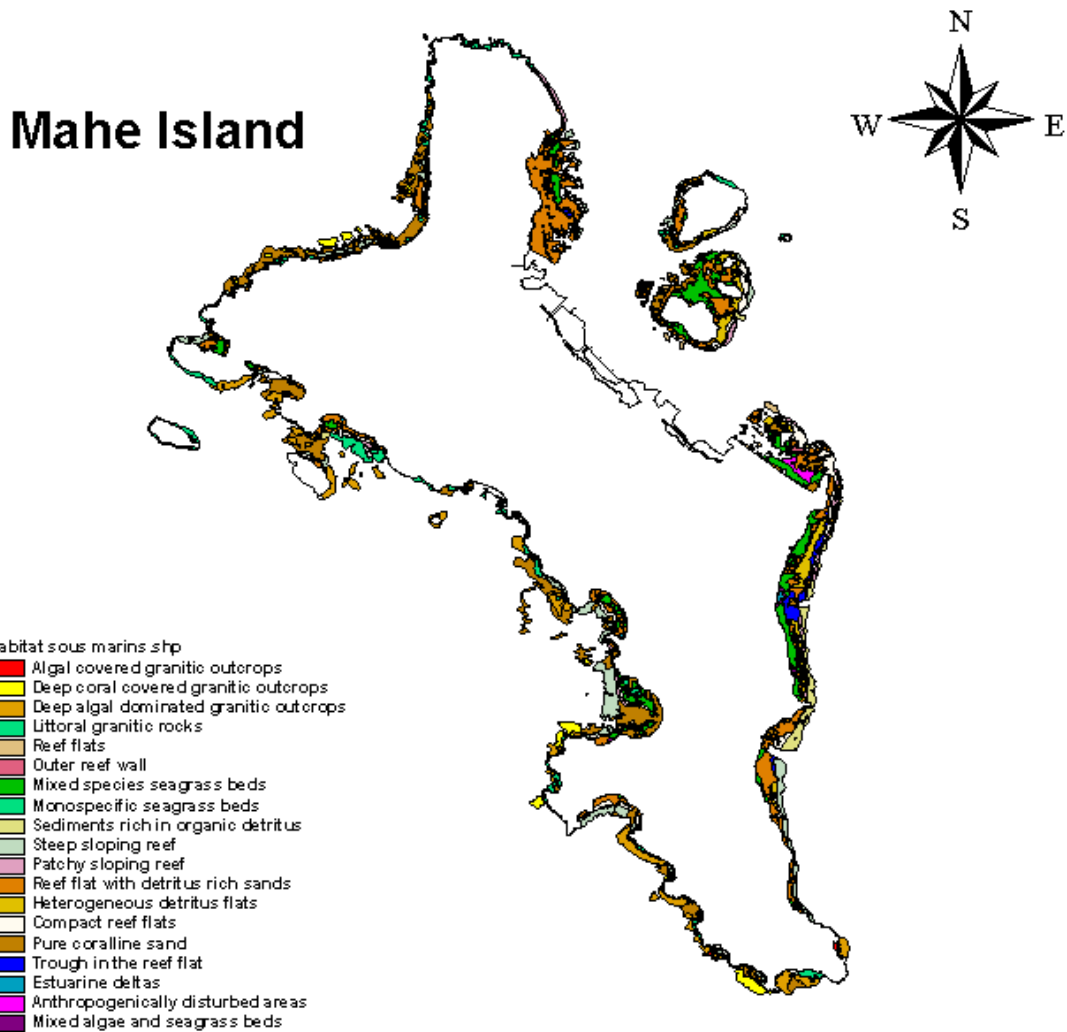 N
Mahe Island
W E
S
abitat sous marins.shp
Algal covered granitic outcrops
Deep coral covered granitic outcrops
Deep algal dominated granitic outcrops
Littoral granitic rocks
Reef flats
Outer reef wall
Mixed species seagrass beds
Monospecific seagrass beds
Sediments rich in organic detritus
Steep sloping reef
Patchy sloping reef
Reef flat with detritus rich sands
Heterogeneous detritus flats
Compact reef flats
Pure coralline sand
Trough in the reef flat
Estuarine deltas
Anthropogenically disturbed areas
Mixed algae and seagrass beds